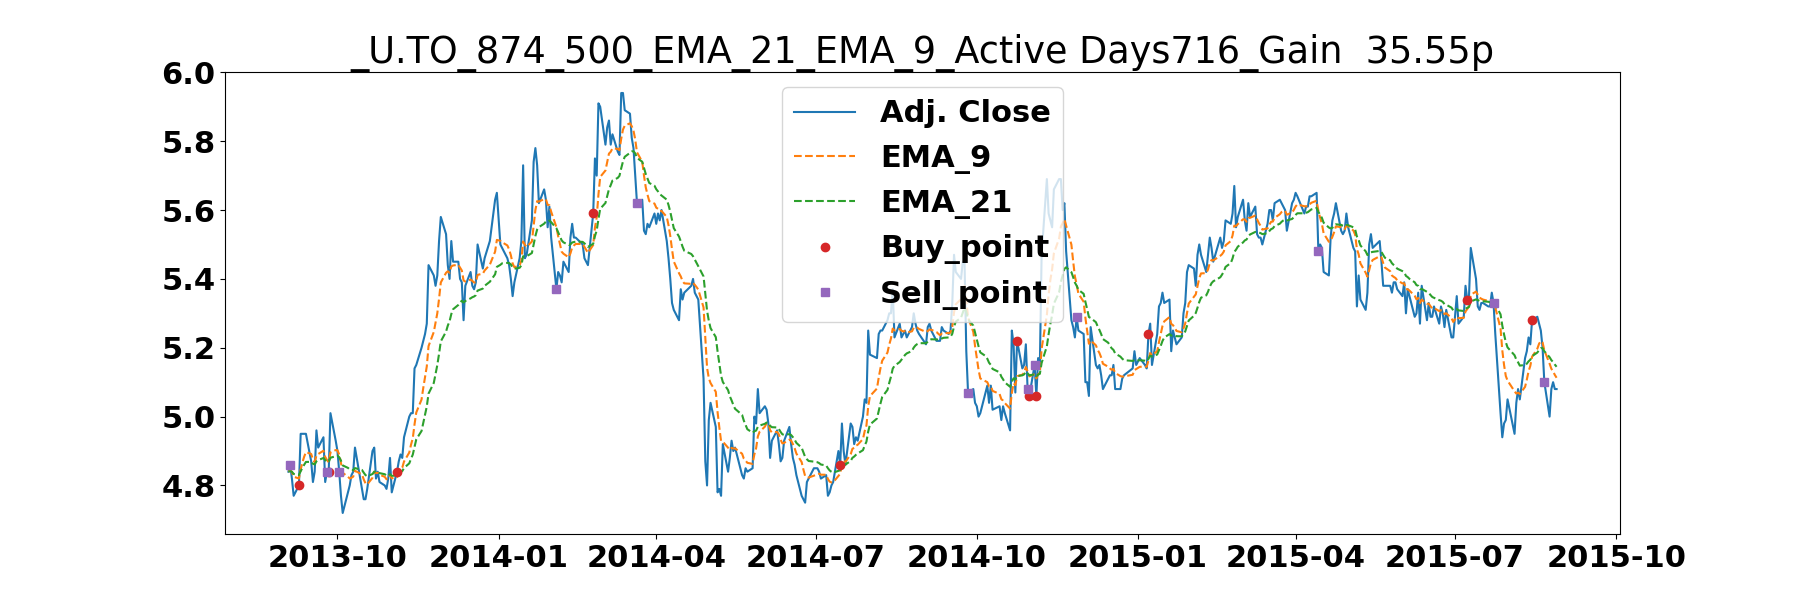 _U.TO_874_500_EMA_21_EMA_9_Active Days716_Gain  35.55p
6.0
5.8
5.6
5.4
5.2
5.0
4.8
Adj. Close
EMA_9
EMA_21
Buy_point
Sell_point
2013-10 2014-01 2014-04 2014-07 2014-10 2015-01 2015-04 2015-07 2015-10